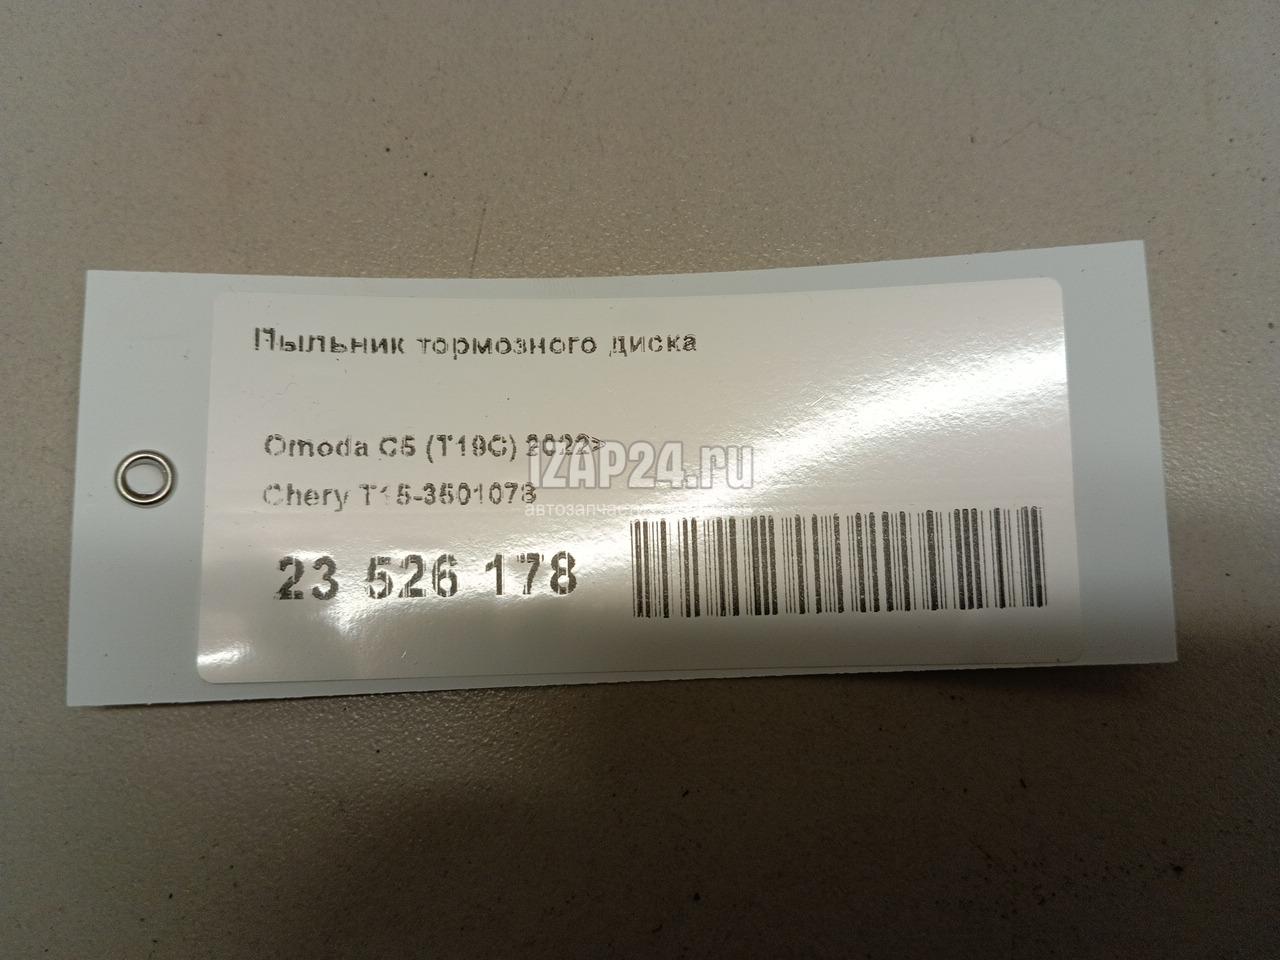 Пыльник тормозного диска
Omoda C5 (T19C) 2022>
iZAP24.ru
Chery T15-3501078
23 526 178